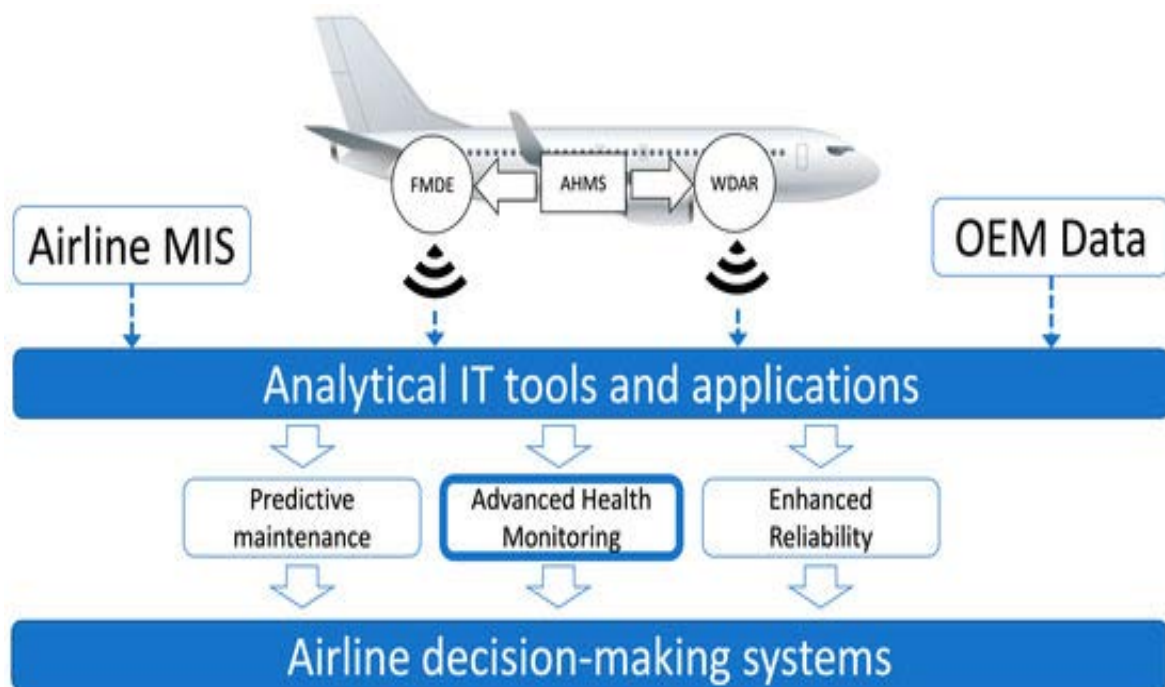 FMDE
AHMS
WDAR
Airline MIS
OEM Data
Analytical IT tools and applications
Predictive
maintenance
Advanced Health
Monitoring
Enhanced
Reliability
Airline decision-making systems